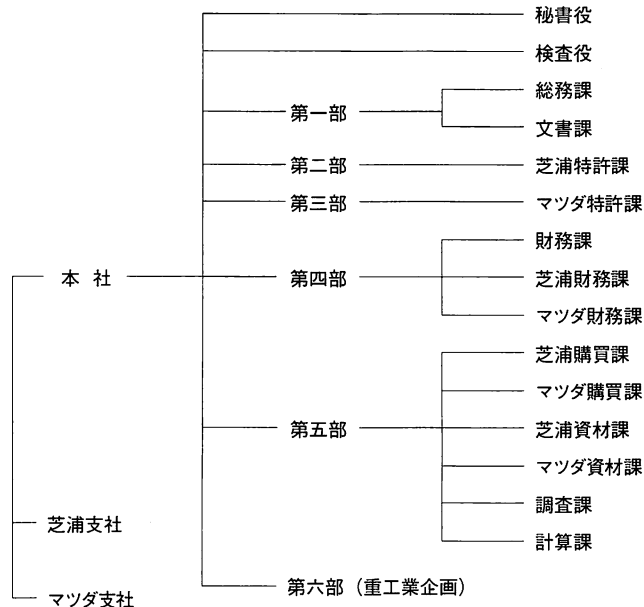 秘書役
検査役
総務課
第一部
文書課
第二部
芝浦特許課
第三部
マツダ特許課
財務課
本 社
第四部
芝浦財務課
マツダ財務課
芝浦購買課
マツダ購買課
第五部
芝浦資材課
マツダ資材課
調査課
芝浦支社
計算課
第六部（重工業企画）
マツダ支社